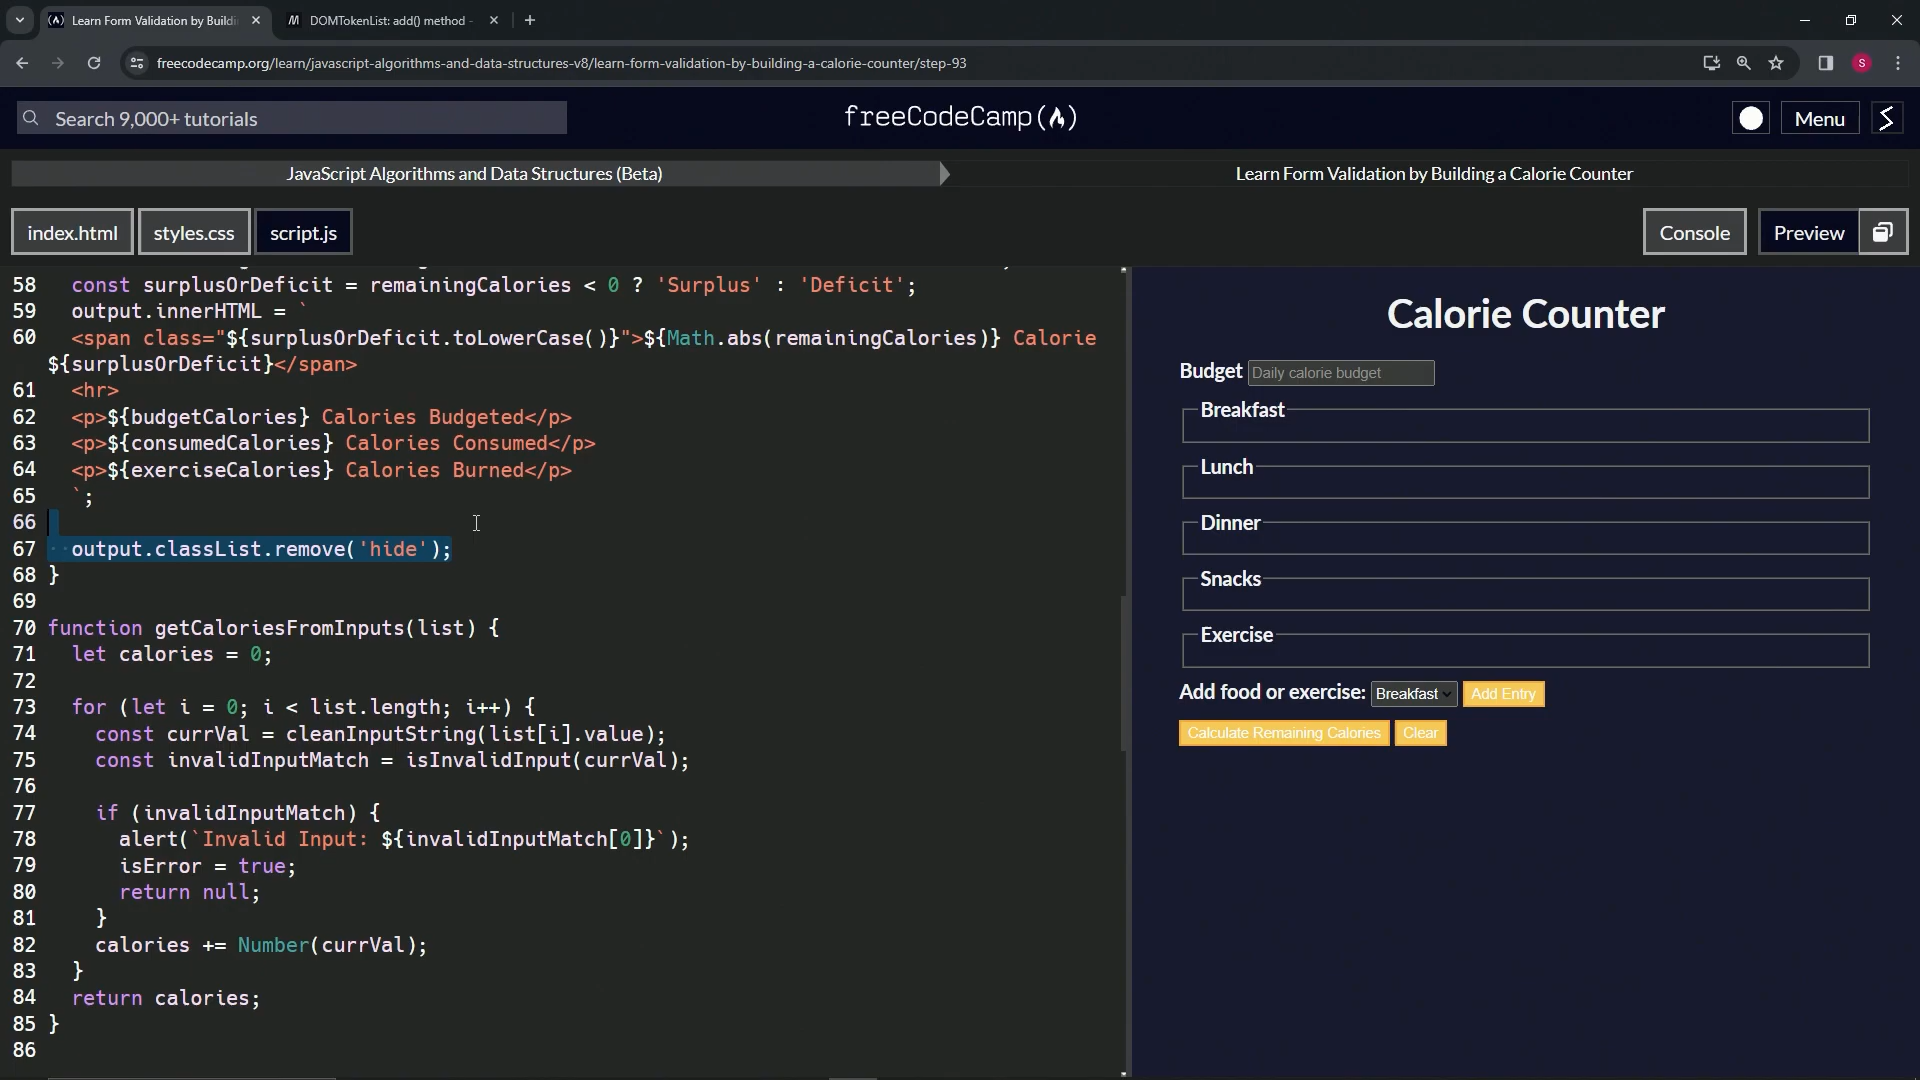 Learn Form Validation by Buildi
DOMTokenList: add() method -
freecodecamp.org/learn/javascript-algorithms-and-data-structures-v8/learn-form-validation-by-building-a-calorie-counter/step-93
S
Search 9,000+ tutorials
freeCodeCamp
Menu
JavaScript Algorithms and Data Structures (Beta)
Learn Form Validation by Building a Calorie Counter
index.html
styles.css
script.js
Console
Preview
58 const surplusOrDeficit = remainingCalories < 0 ? 'Surplus' : 'Deficit';
59 output.innerHTML = `
60 <span class="${surplusOrDeficit.toLowerCase()}">${Math.abs(remainingCalories)} Calorie
${surplusOrDeficit}</span>
61 <hr>
62 <p>${budgetCalories} Calories Budgeted</p>
63 <p>${consumedCalories} Calories Consumed</p>
64 <p>${exerciseCalories} Calories Burned</p>
65 `;
66
67 output.classList.remove('hide');
68 }
69
70 function getCaloriesFromInputs(list) {
71 let calories = 0;
72
73 for (let i = 0; i < list.length; i++) {
74 const currVal = cleanInputString(list[i].value);
75 const invalidInputMatch = isInvalidInput(currVal);
76
77 if (invalidInputMatch) {
78 alert(`Invalid Input: ${invalidInputMatch[0]}`);
79 isError = true;
80 return null;
81 }
82 calories += Number(currVal);
83 }
84 return calories;
85 }
86
Calorie Counter
Budget Daily calorie budget
Breakfast
Lunch
Dinner
Snacks
Exercise
Add food or exercise: Breakfast Add Entry
Calculate Remaining Calories Clear